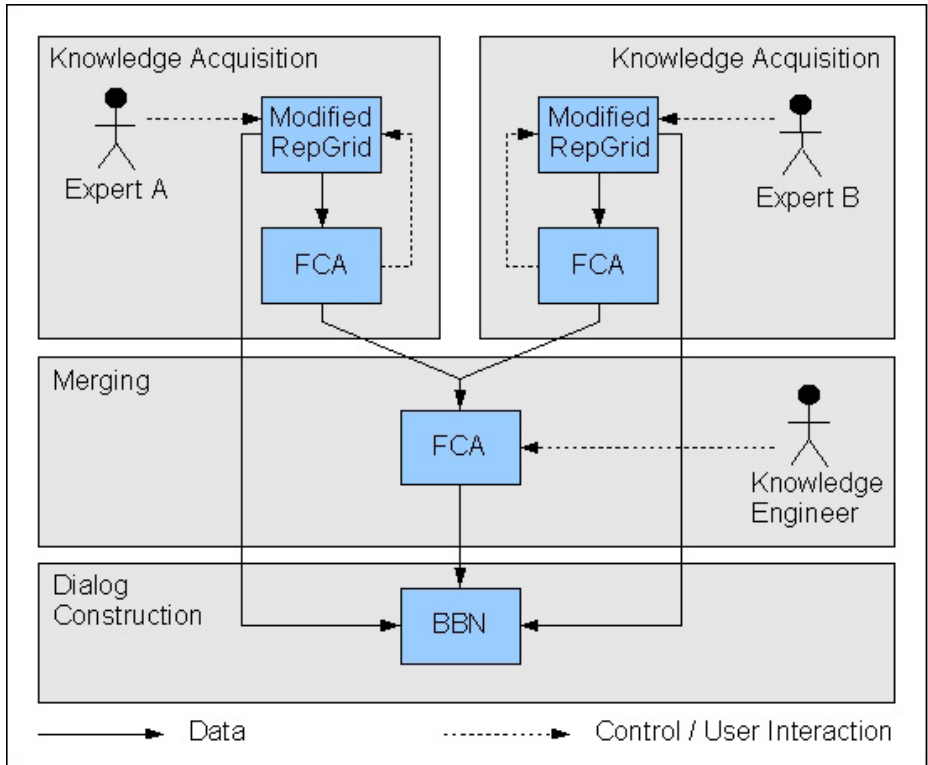 Knowledge Acquisition
Expert A
Modified
RepGrid
FCA
Knowledge Acquisition
Modified
RepGrid
Expert B
FCA
Merging
FCA
Knowledge
Engineer
Dialog
Construction
BBN
Data
Control / User Interaction